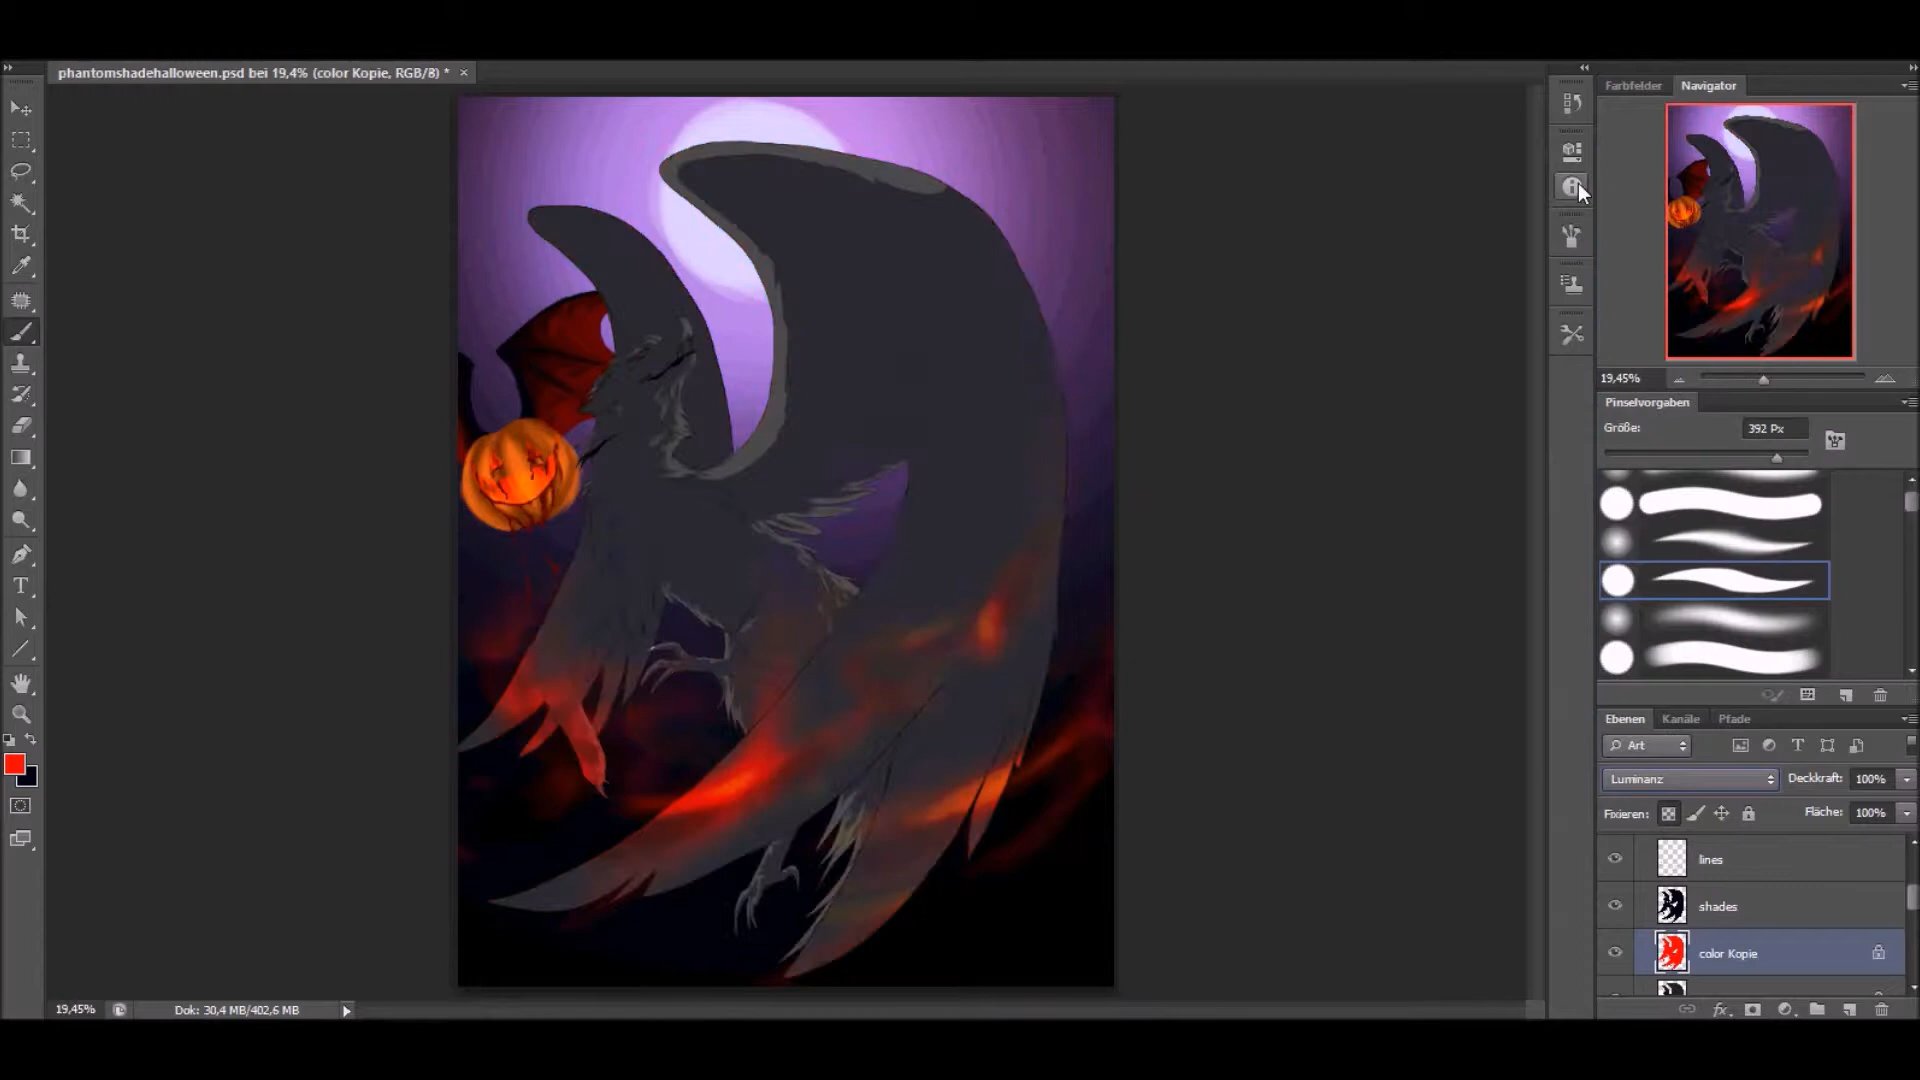 phantomshadehalloween.psd bei 19,4% (color Kopie, RGB/8) * ×
Farbfelder Navigator
19,45%
Pinselvorgaben
Größe: 392 Px
Ebenen Kanäle Pfade
Art
Luminanz Deckkraft: 100%
Fixieren: Fläche: 100%
lines
shades
color Kopie
fx
T
19,45% Dok: 30,4 MB/402,6 MB